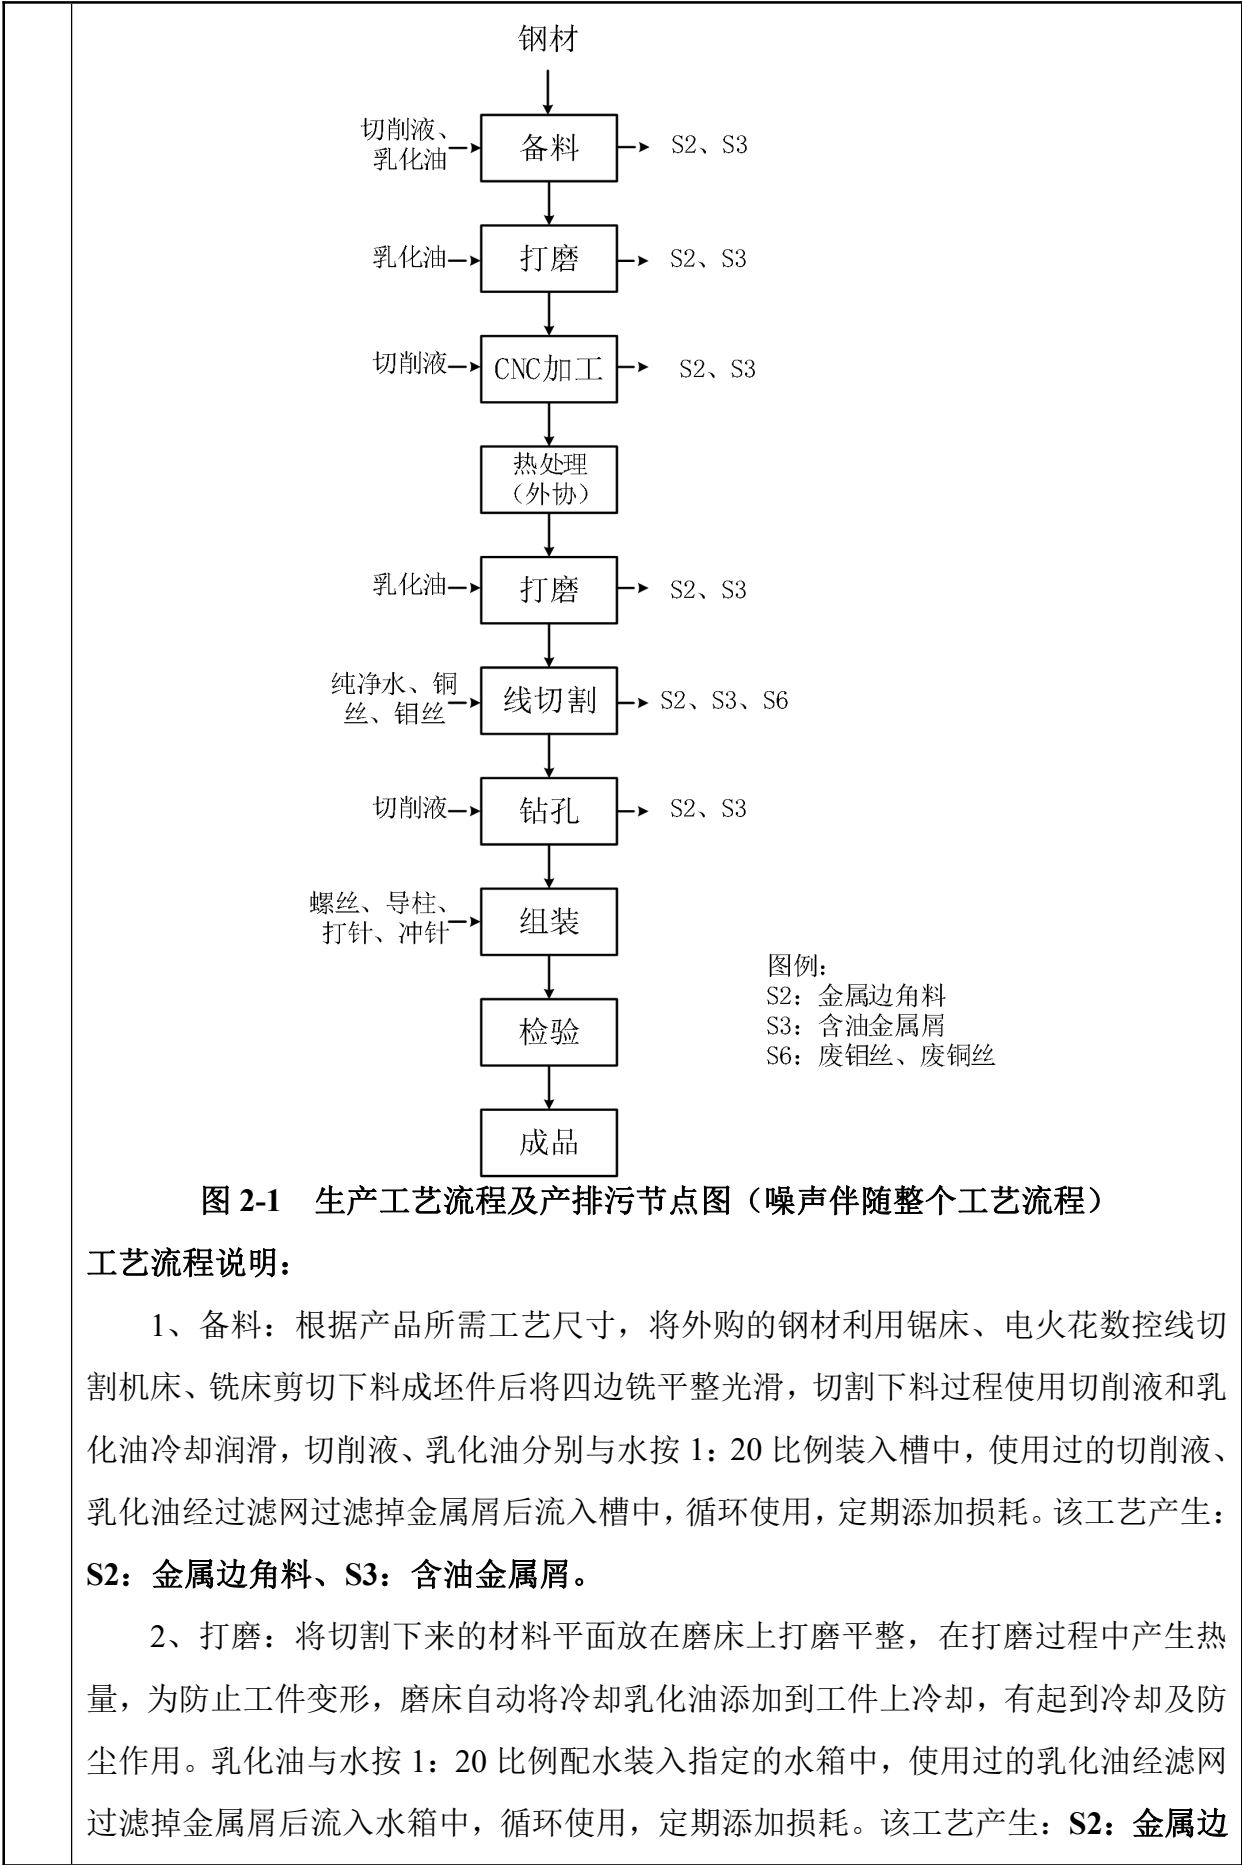 钢材
切削液、
乳化油
备料
S2、S3
乳化油
打磨
S2、S3
切削液
CNC加工
S2、S3
热处理
（外协）
乳化油
打磨
S2、S3
纯净水、铜
丝、钼丝
线切割
S2、S3、S6
切削液
钻孔
S2、S3
螺丝、导柱、
打针、冲针
组装
检验
成品
图例：
S2：金属边角料
S3：含油金属屑
S6：废钼丝、废铜丝
图 2-1 生产工艺流程及产排污节点图（噪声伴随整个工艺流程）
工艺流程说明：
1、备料：根据产品所需工艺尺寸，将外购的钢材利用锯床、电火花数控线切
割机床、铣床剪切下料成坯件后将四边铣平整光滑，切割下料过程使用切削液和乳
化油冷却润滑，切削液、乳化油分别与水按 1：20 比例装入槽中，使用过的切削液、
乳化油经过滤网过滤掉金属屑后流入槽中，循环使用，定期添加损耗。该工艺产生：
S2：金属边角料、S3：含油金属屑。
2、打磨：将切割下来的材料平面放在磨床上打磨平整，在打磨过程中产生热
量，为防止工件变形，磨床自动将冷却乳化油添加到工件上冷却，有起到冷却及防
尘作用。乳化油与水按 1：20 比例配水装入指定的水箱中，使用过的乳化油经滤网
过滤掉金属屑后流入水箱中，循环使用，定期添加损耗。该工艺产生：S2：金属边